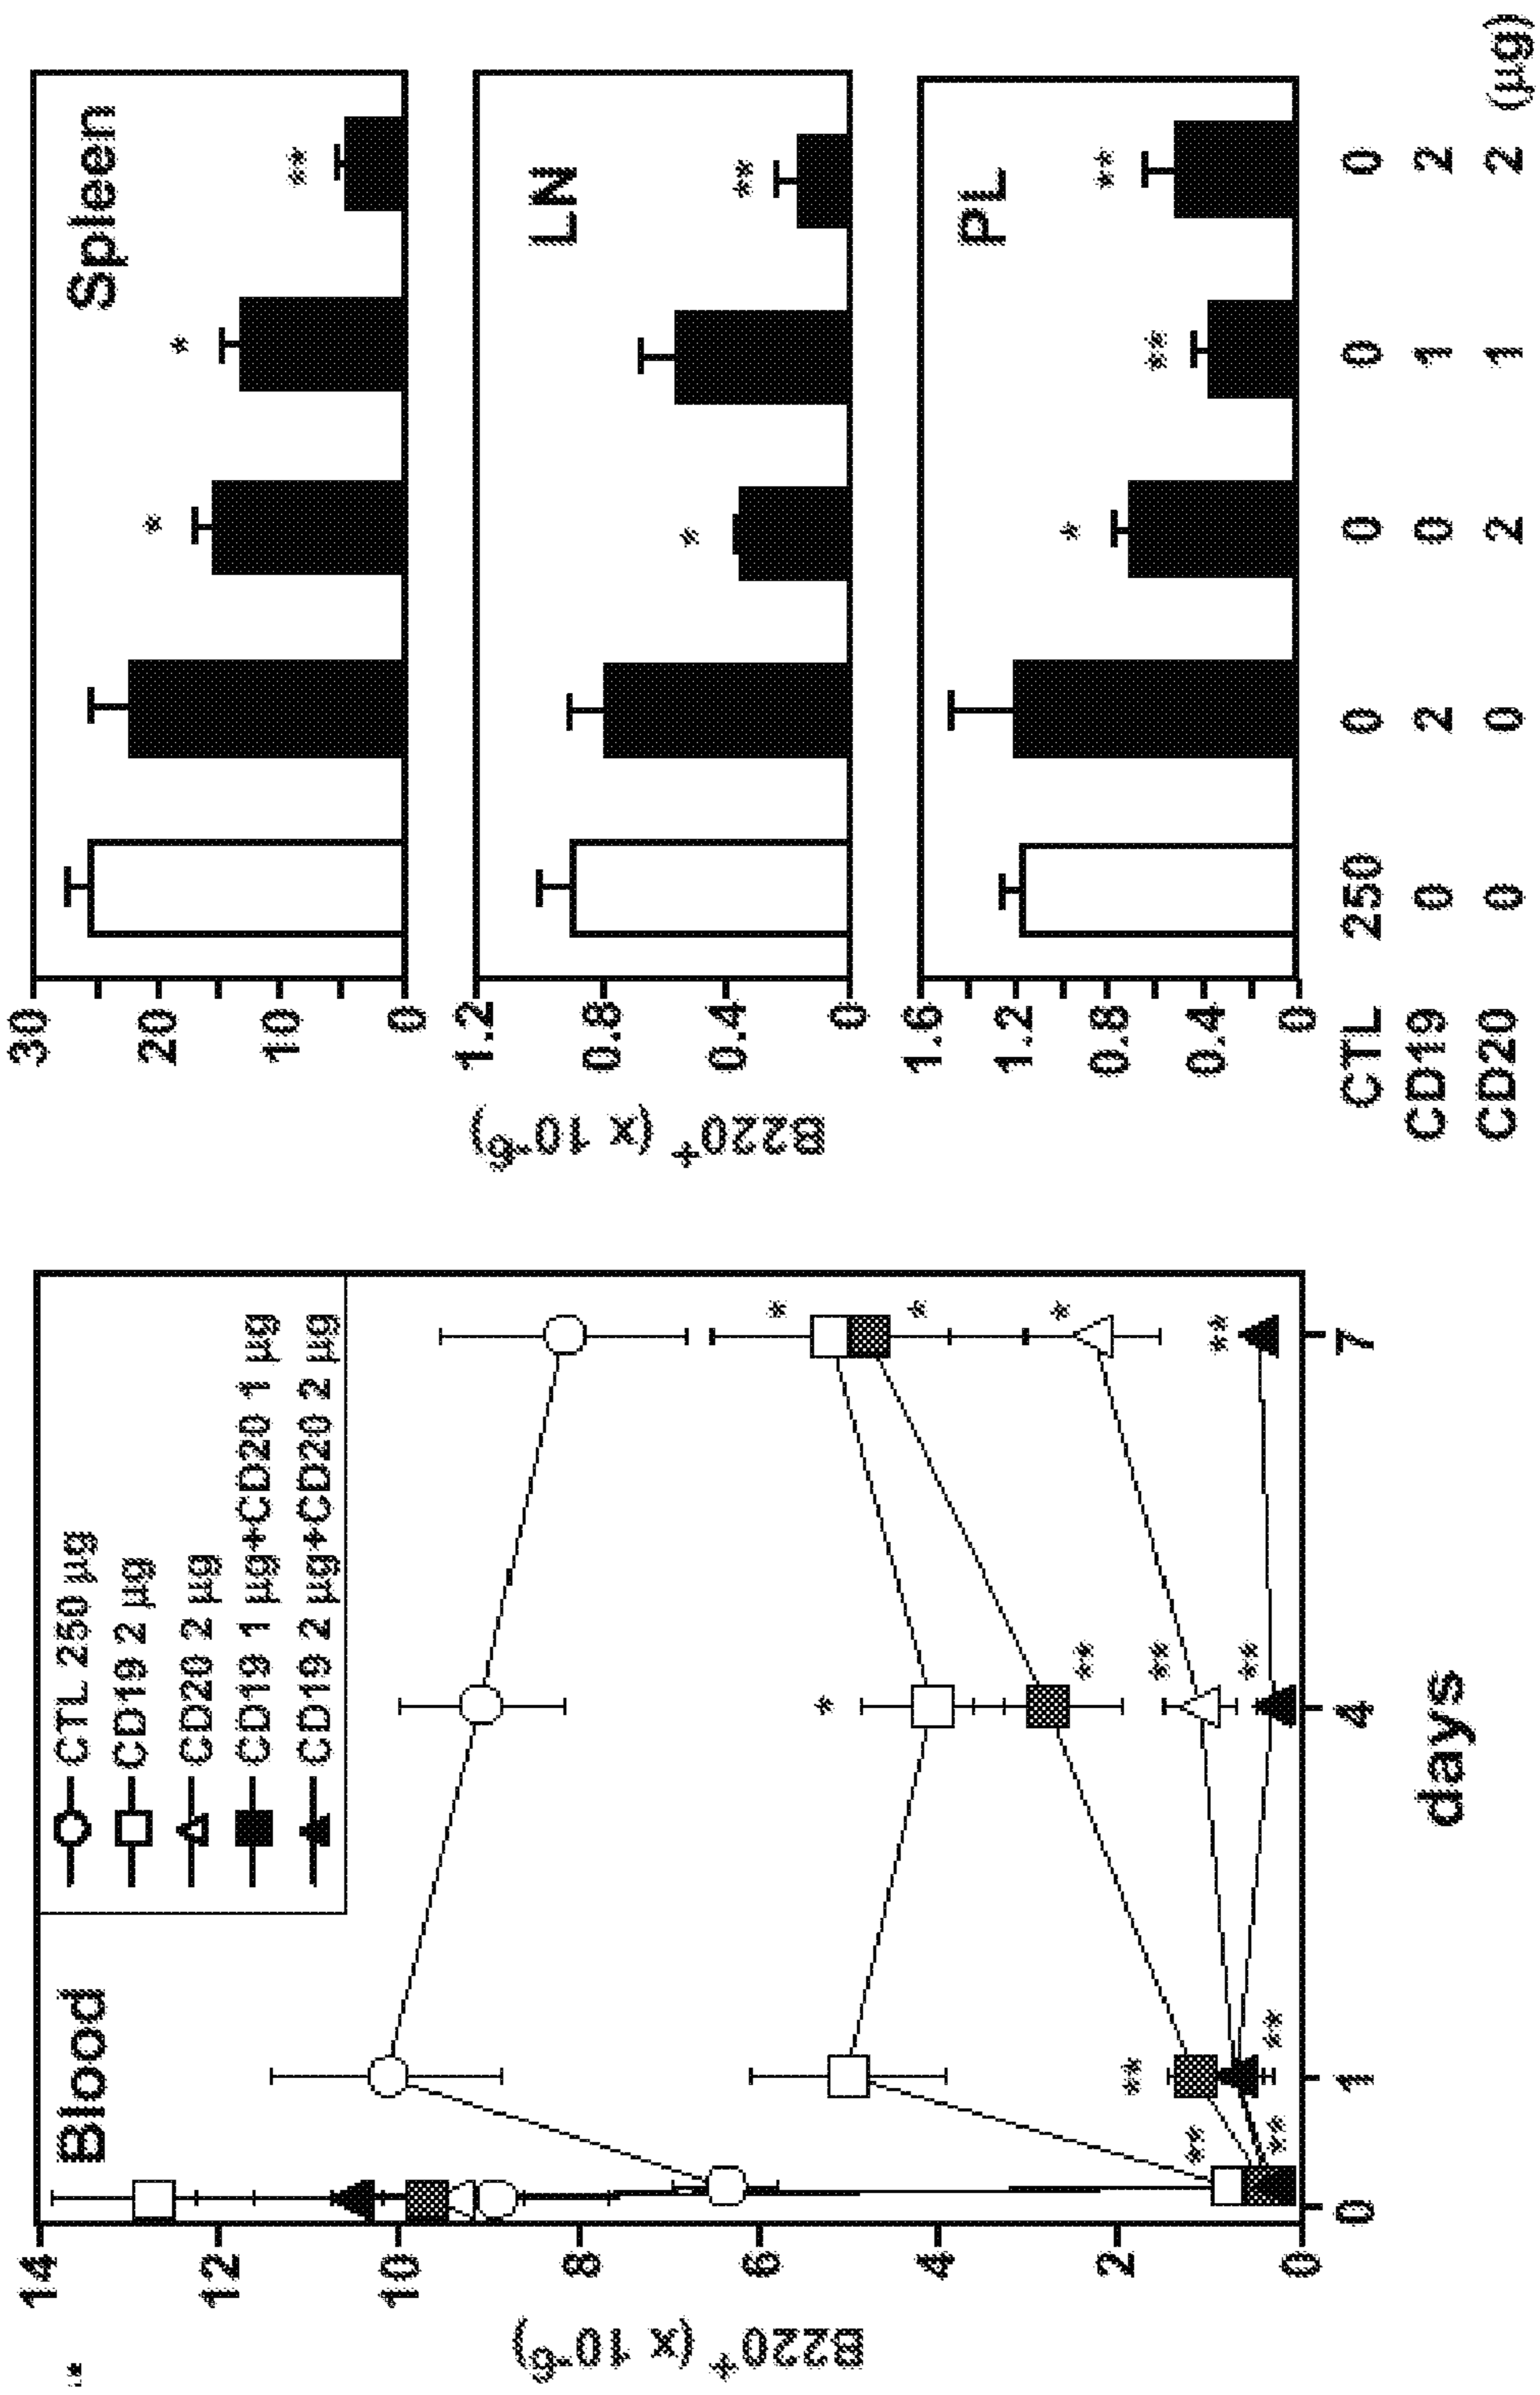 Blood
CTL 250 µg
CD19 2 µg
CD20 2 µg
CD19 1 µg+CD20 1 µg
CD19 2 µg+CD20 2 µg
B220+ (x 10-6)
14
12
10
8
6
4
2
0
0 1 4 7
days
*
* **
** ** ** *
** ** ** **
Spleen
30
20
10
0
* * **
B220+ (x 10-6)
LN
1.2
0.8
0.4
0
* **
PL
1.6
1.2
0.8
0.4
0
* ** **
CTL 250 0 0 0 0
CD19 0 2 0 1 2
CD20 0 0 2 1 2 (µg)